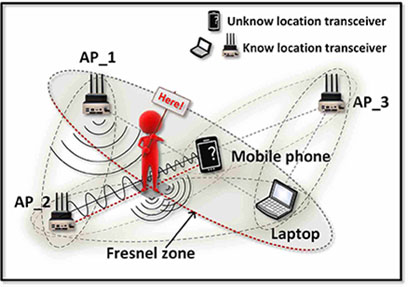 Unknow location transceiver
Know location transceiver
AP_1
Here!
AP_3
?
Mobile phone
AP_2
Laptop
Fresnel zone